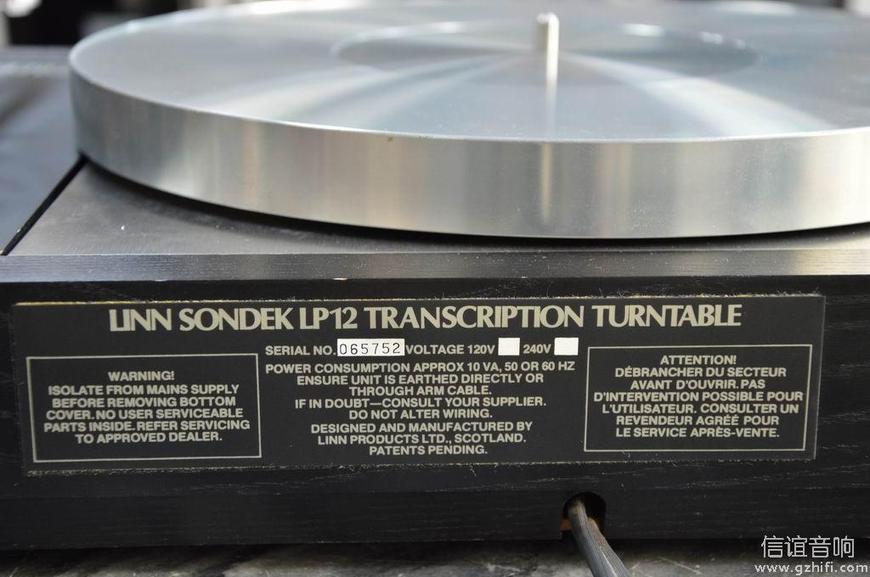 LINN SONDEK LP12 TRANSCRIPTION TURNTABLE
SERIAL NO. 065752 VOLTAGE 120V 240V
POWER CONSUMPTION APPROX 10 VA, 50 OR 60 HZ
ENSURE UNIT IS EARTHED DIRECTLY OR
THROUGH ARM CABLE.
IF IN DOUBT—CONSULT YOUR SUPPLIER.
DO NOT ALTER WIRING.
DESIGNED AND MANUFACTURED BY
LINN PRODUCTS LTD., SCOTLAND.
PATENTS PENDING.
WARNING!
ISOLATE FROM MAINS SUPPLY
BEFORE REMOVING BOTTOM
COVER. NO USER SERVICEABLE
PARTS INSIDE. REFER SERVICING
TO APPROVED DEALER.
ATTENTION!
DÉBRANCHER DU SECTEUR
AVANT D'OUVRIR. PAS
D'INTERVENTION POSSIBLE POUR
L'UTILISATEUR. CONSULTER UN
REVENDEUR AGRÉÉ POUR
LE SERVICE APRÈS-VENTE.
信谊音响
www.gzhifi.com